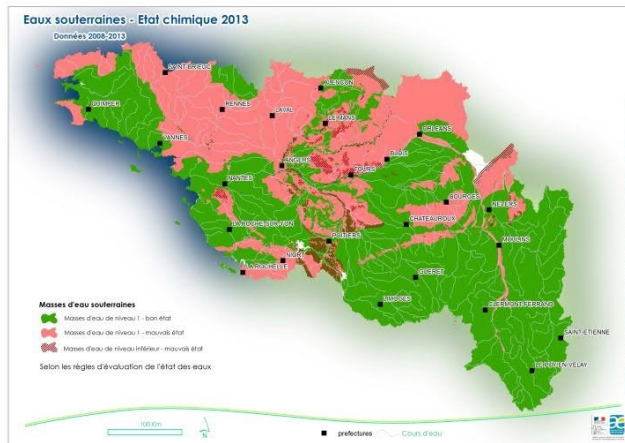 Eaux souterraines - Etat chimique 2013
Données 2008-2013
SAINT-BRIEUC
ALENCON
QUIMPER
RENNES
LAVAL
LE MANS
ORLEANS
VANNES
ANGERS
BLOIS
TOURS
NANTES
BOURGES
NEVERS
LA ROCHE-SUR-YON
CHATEAUROUX
POITIERS
MOULINS
NIORT
LA ROCHELLE
GUERET
LIMOGES
CLERMONT-FERRAND
SAINT-ETIENNE
LE PUY-EN-VELAY
Masses d'eau souterraines
Masses d'eau de niveau 1 - bon état
Masses d'eau de niveau 1 - mauvais état
Masses d'eau de niveau inférieur - mauvais état
Selon les règles d'évaluation de l'état des eaux
100 Km
N
prefectures
Cours d'eau